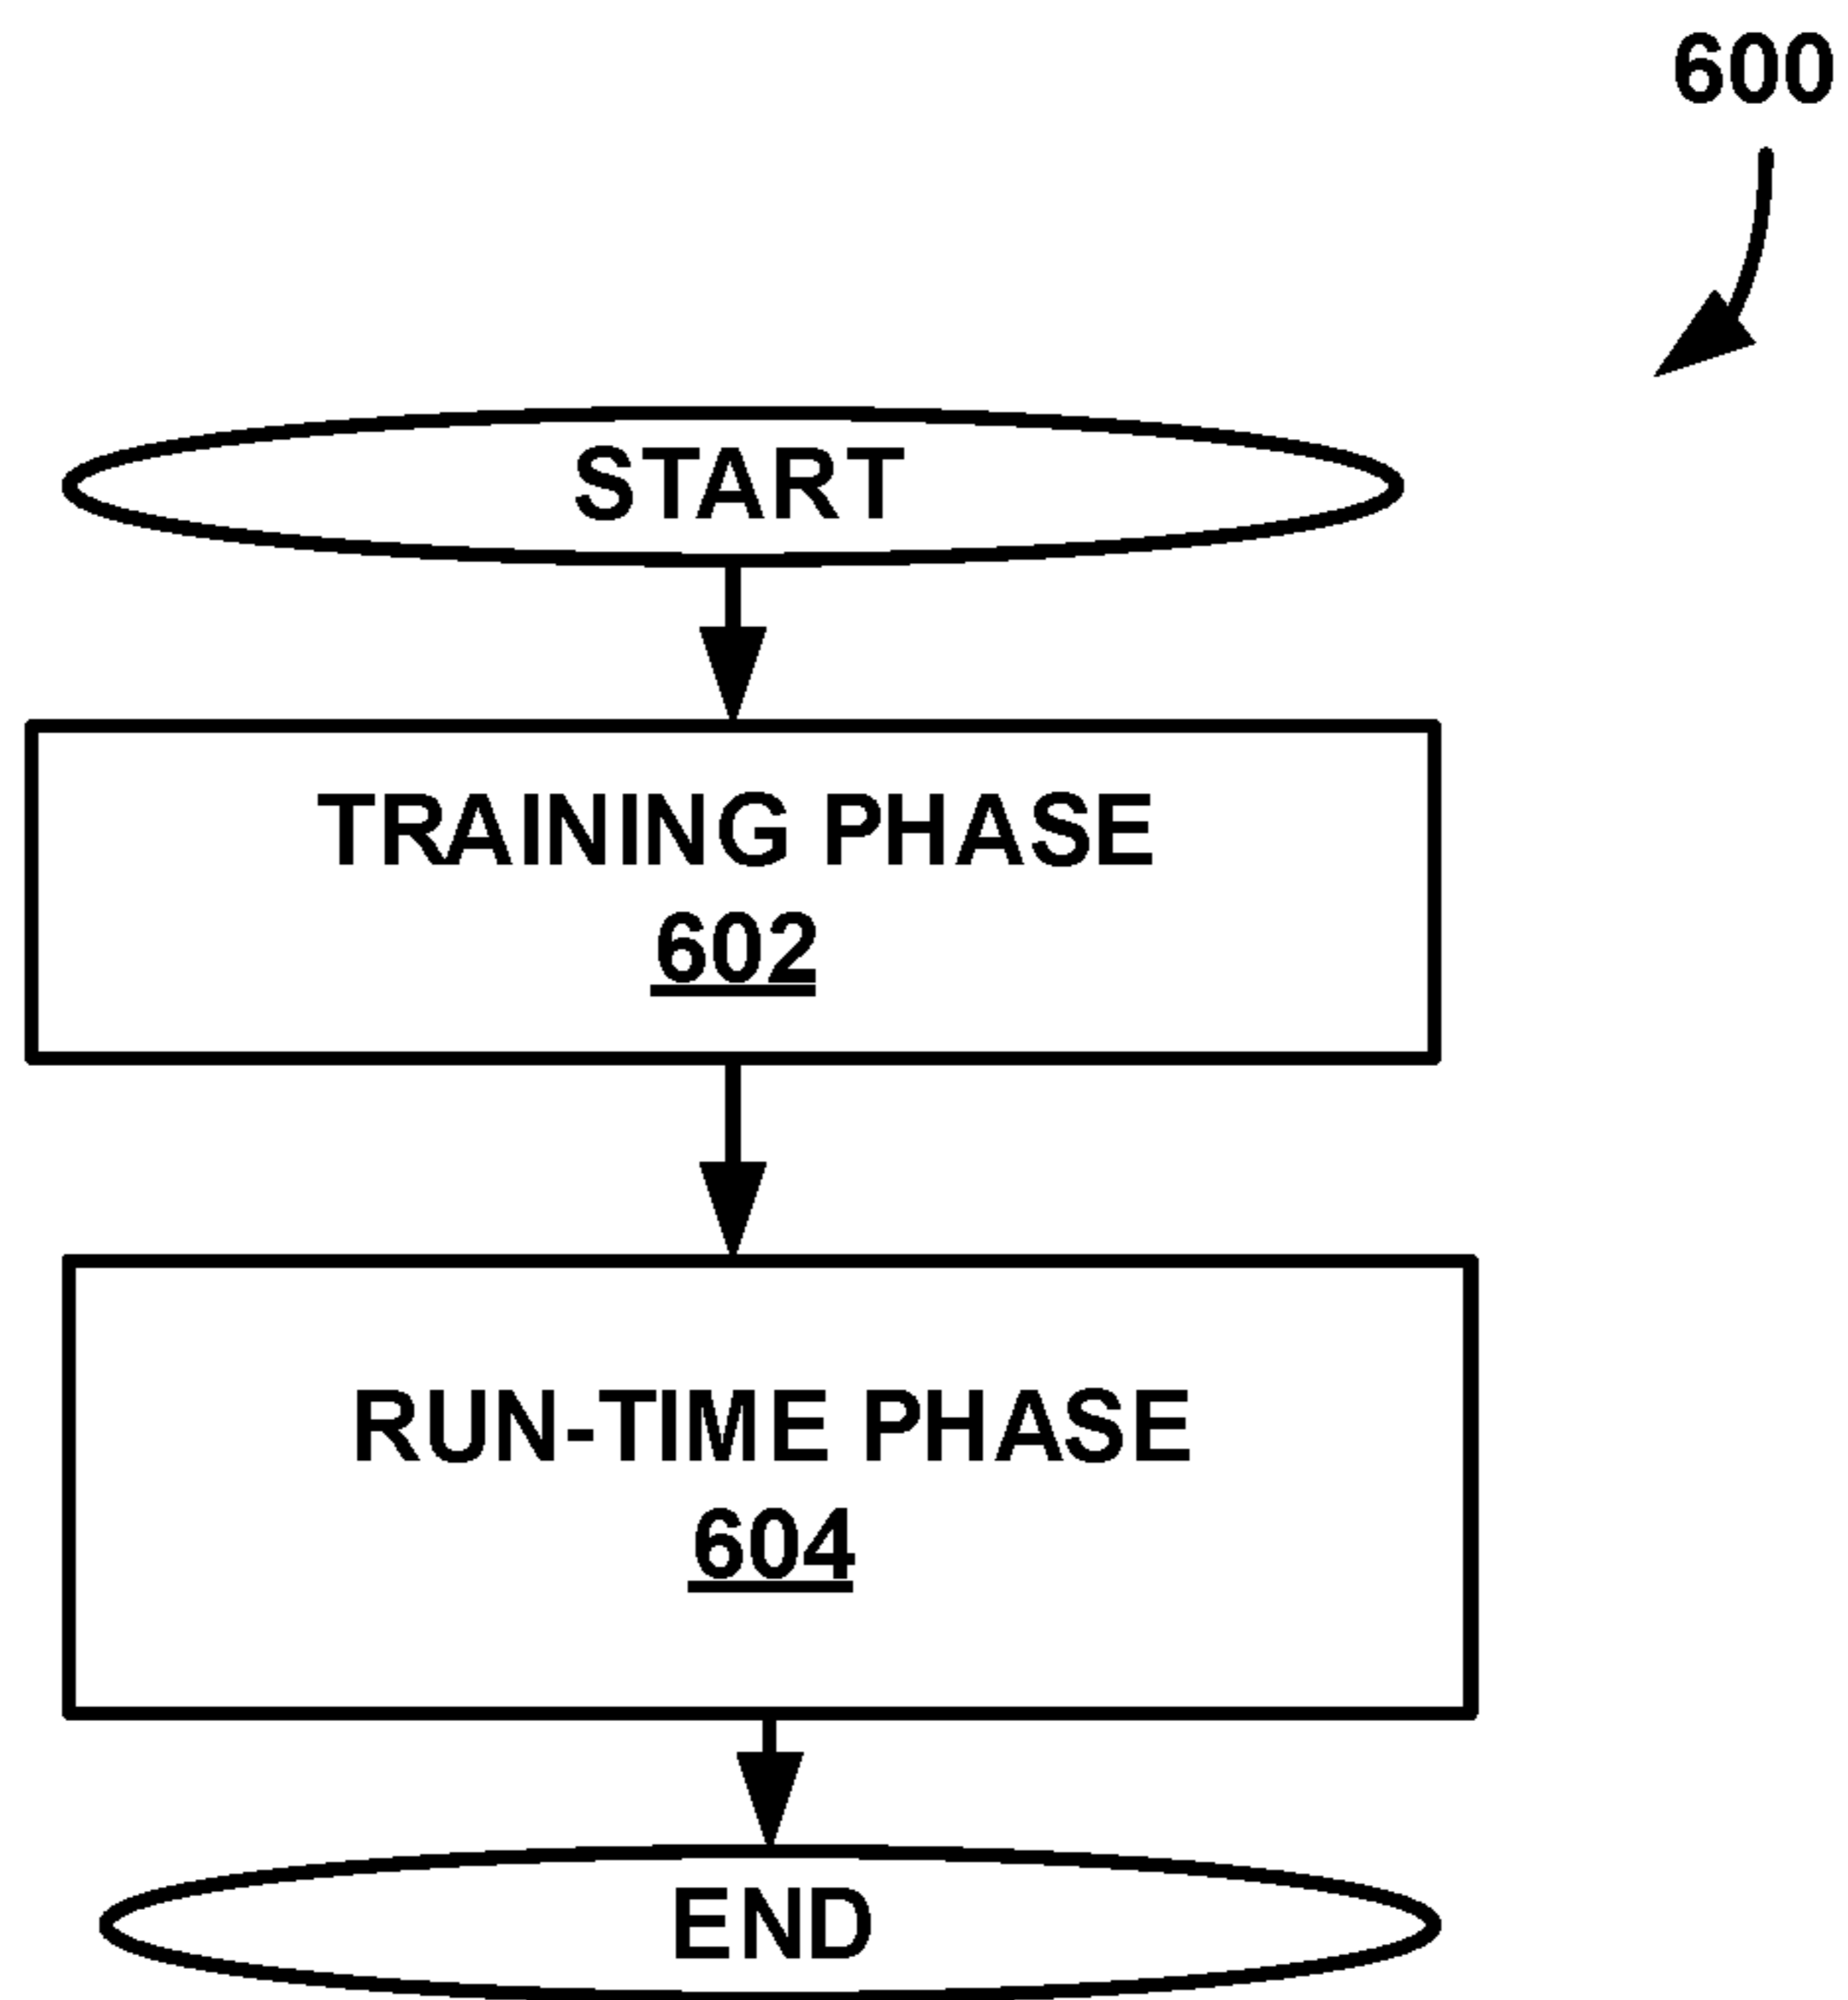 600
START
TRAINING PHASE
602
RUN-TIME PHASE
604
END